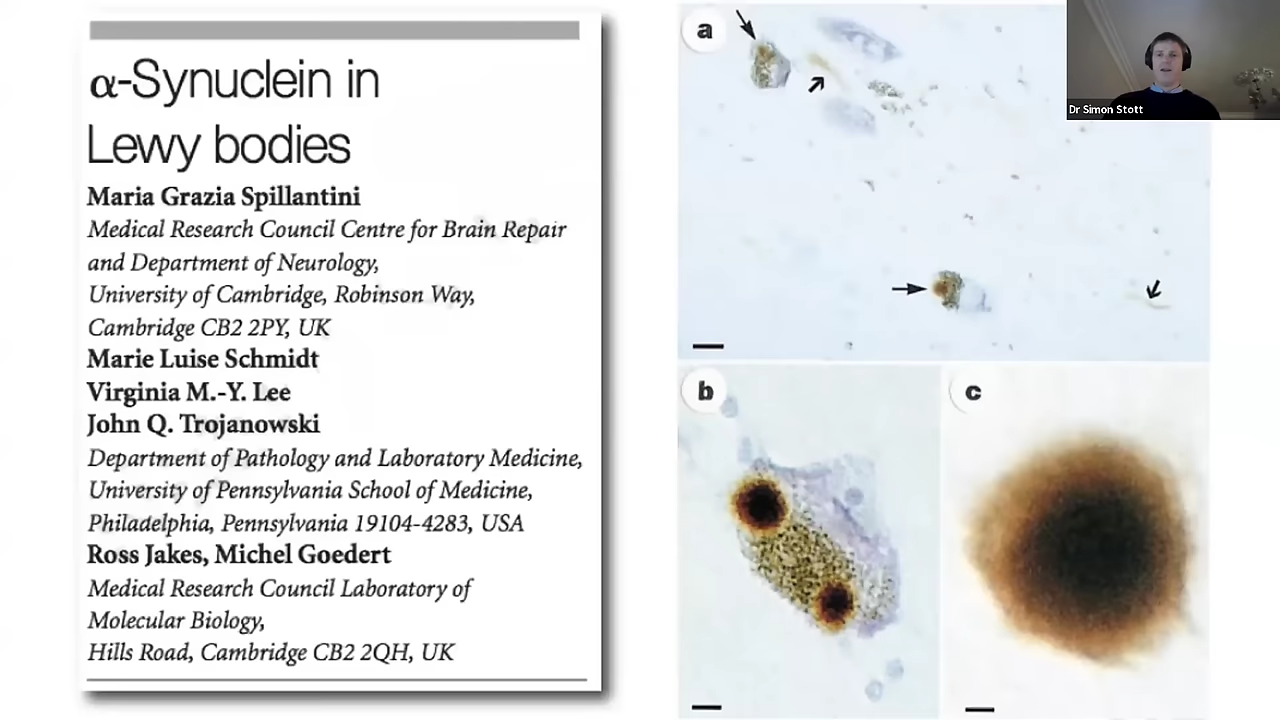 α-Synuclein in
Lewy bodies
Maria Grazia Spillantini
Medical Research Council Centre for Brain Repair
and Department of Neurology,
University of Cambridge, Robinson Way,
Cambridge CB2 2PY, UK
Marie Luise Schmidt
Virginia M.-Y. Lee
John Q. Trojanowski
Department of Pathology and Laboratory Medicine,
University of Pennsylvania School of Medicine,
Philadelphia, Pennsylvania 19104-4283, USA
Ross Jakes, Michel Goedert
Medical Research Council Laboratory of
Molecular Biology,
Hills Road, Cambridge CB2 2QH, UK
a
b
c
Dr Simon Stott